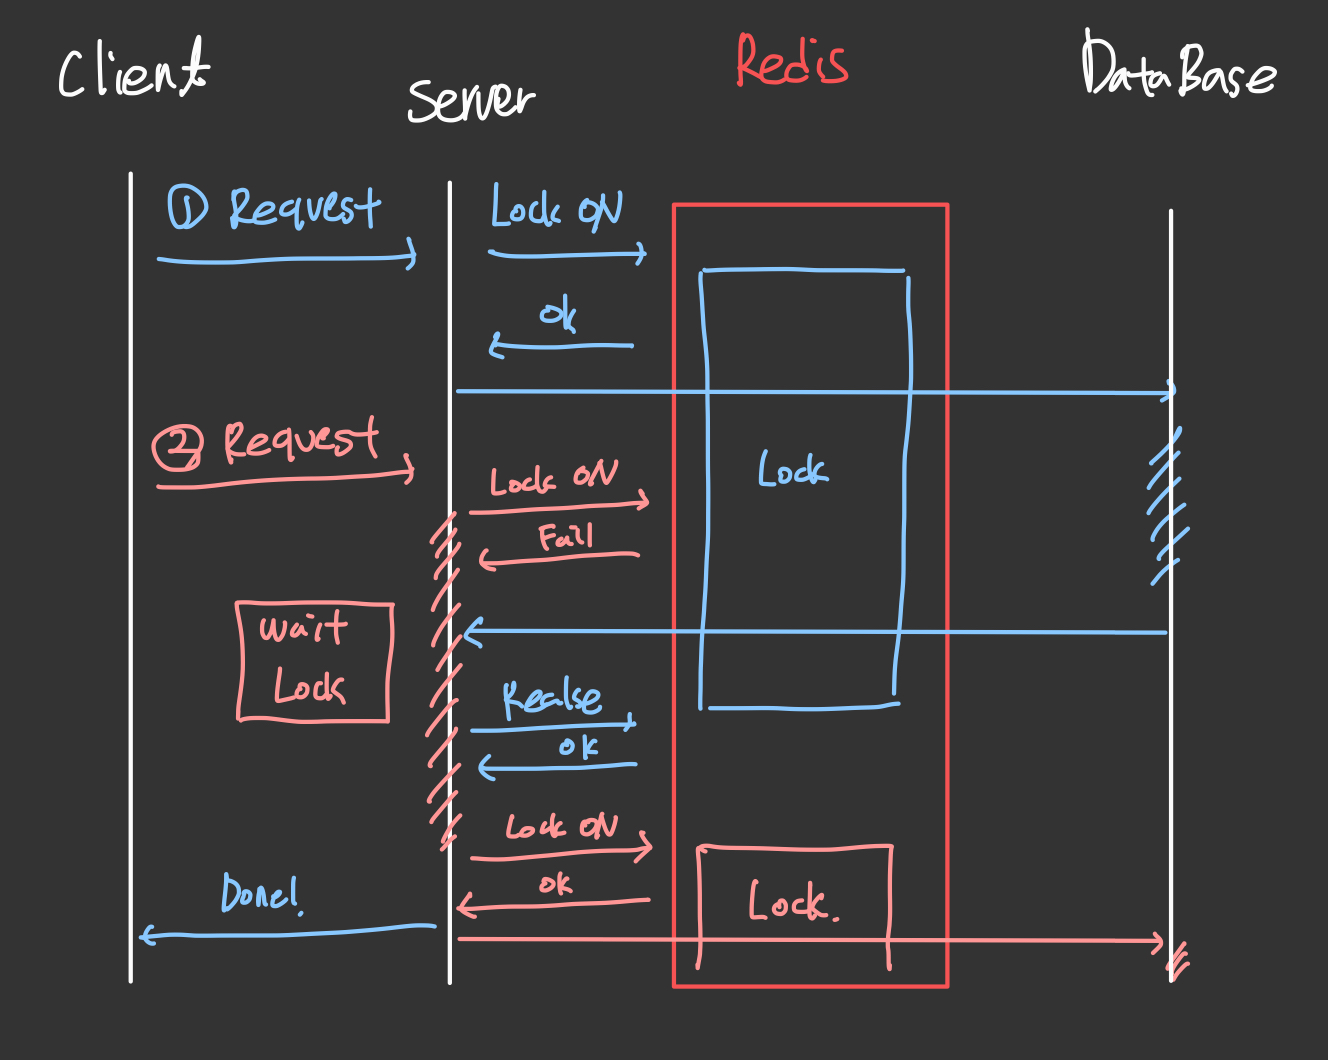 Client
Server
Redis
DataBase
① Request
Lock ON
ok
② Request
Lock ON
Fail
Lock
Wait
Lock
Realse
ok
Lock ON
ok
Lock.
Done!